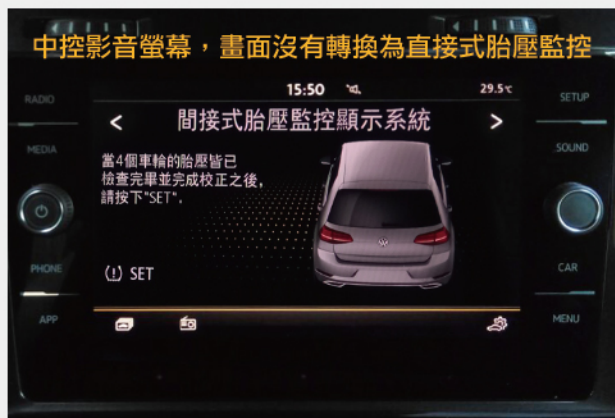 中控影音螢幕，畫面沒有轉換為直接式胎壓監控
15:50
29.5℃
RADIO
SETUP
< 間接式胎壓監控顯示系統 >
MEDIA
SOUND
當4個車輪的胎壓皆已
檢查完畢並完成校正之後,
請按下"SET".
PHONE
(!) SET
CAR
APP
MENU